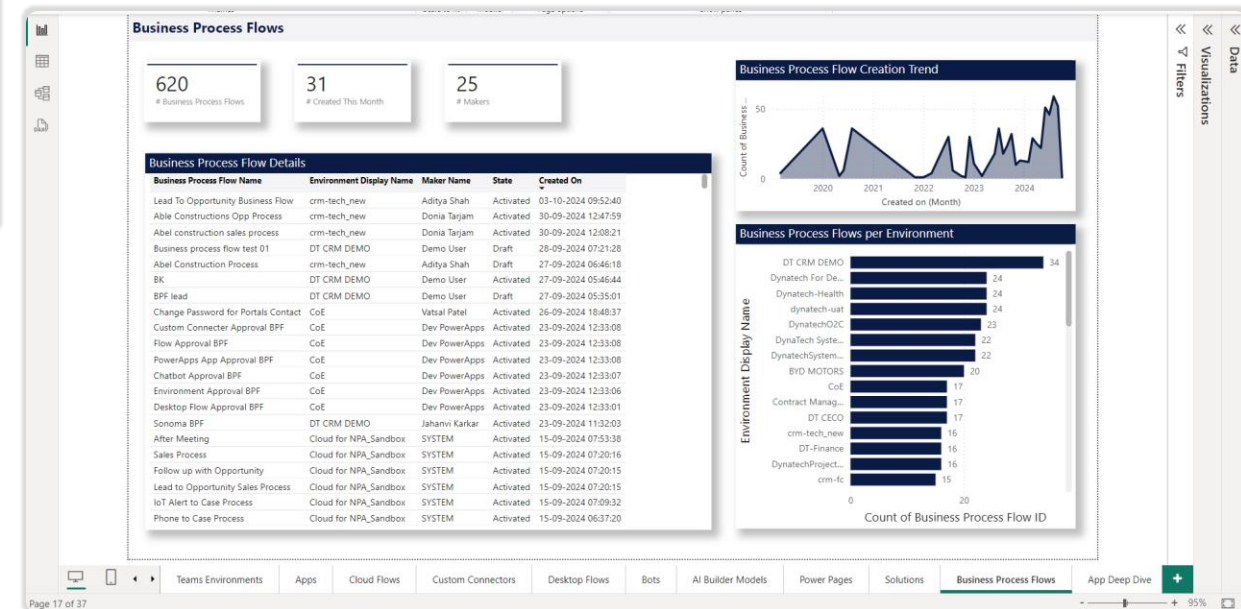 Business Process Flows
620
# Business Process Flows
31
# Created This Month
25
# Makers
Business Process Flow Details
Business Process Flow Name Environment Display Name Maker Name State Created On
Lead To Opportunity Business Flow crm-tech_new Aditya Shah Activated 03-10-2024 09:52:40
Able Constructions Opp Process crm-tech_new Donia Tarjam Activated 30-09-2024 12:47:59
Abel construction sales process crm-tech_new Donia Tarjam Activated 30-09-2024 12:08:21
Business process flow test 01 DT CRM DEMO Demo User Draft 28-09-2024 07:21:28
Abel Construction Process crm-tech_new Aditya Shah Draft 27-09-2024 06:46:18
BK DT CRM DEMO Demo User Activated 27-09-2024 05:46:44
BPF lead DT CRM DEMO Demo User Draft 27-09-2024 05:35:01
Change Password for Portals Contact CoE Vatsal Patel Activated 26-09-2024 18:48:37
Custom Connecter Approval BPF CoE Dev PowerApps Activated 23-09-2024 12:33:08
Flow Approval BPF CoE Dev PowerApps Activated 23-09-2024 12:33:08
PowerApps App Approval BPF CoE Dev PowerApps Activated 23-09-2024 12:33:08
Chatbot Approval BPF CoE Dev PowerApps Activated 23-09-2024 12:33:07
Environment Approval BPF CoE Dev PowerApps Activated 23-09-2024 12:33:06
Desktop Flow Approval BPF CoE Dev PowerApps Activated 23-09-2024 12:33:01
Sonoma BPF DT CRM DEMO Jahanvi Karkar Activated 23-09-2024 11:32:03
After Meeting Cloud for NPA_Sandbox SYSTEM Activated 15-09-2024 07:53:38
Sales Process Cloud for NPA_Sandbox SYSTEM Activated 15-09-2024 07:20:16
Follow up with Opportunity Cloud for NPA_Sandbox SYSTEM Activated 15-09-2024 07:20:15
Lead to Opportunity Sales Process Cloud for NPA_Sandbox SYSTEM Activated 15-09-2024 07:20:15
IoT Alert to Case Process Cloud for NPA_Sandbox SYSTEM Activated 15-09-2024 07:09:32
Phone to Case Process Cloud for NPA_Sandbox SYSTEM Activated 15-09-2024 06:37:20
Business Process Flow Creation Trend
Count of Business ...
50
0
2020 2021 2022 2023 2024
Created on (Month)
Business Process Flows per Environment
Environment Display Name
DT CRM DEMO 34
Dynatech For De... 24
Dynatech-Health 24
dynatech-uat 24
DynatechO2C 23
DynaTech Syste... 22
DynatechSystem... 22
BYD MOTORS 20
CoE 17
Contract Manag... 17
DT CECO 17
crm-tech_new 16
DT-Finance 16
DynatechProject... 16
crm-fc 15
0 20
Count of Business Process Flow ID
Filters
Visualizations
Data
Teams Environments Apps Cloud Flows Custom Connectors Desktop Flows Bots AI Builder Models Power Pages Solutions Business Process Flows App Deep Dive +
Page 17 of 37
- + 95%